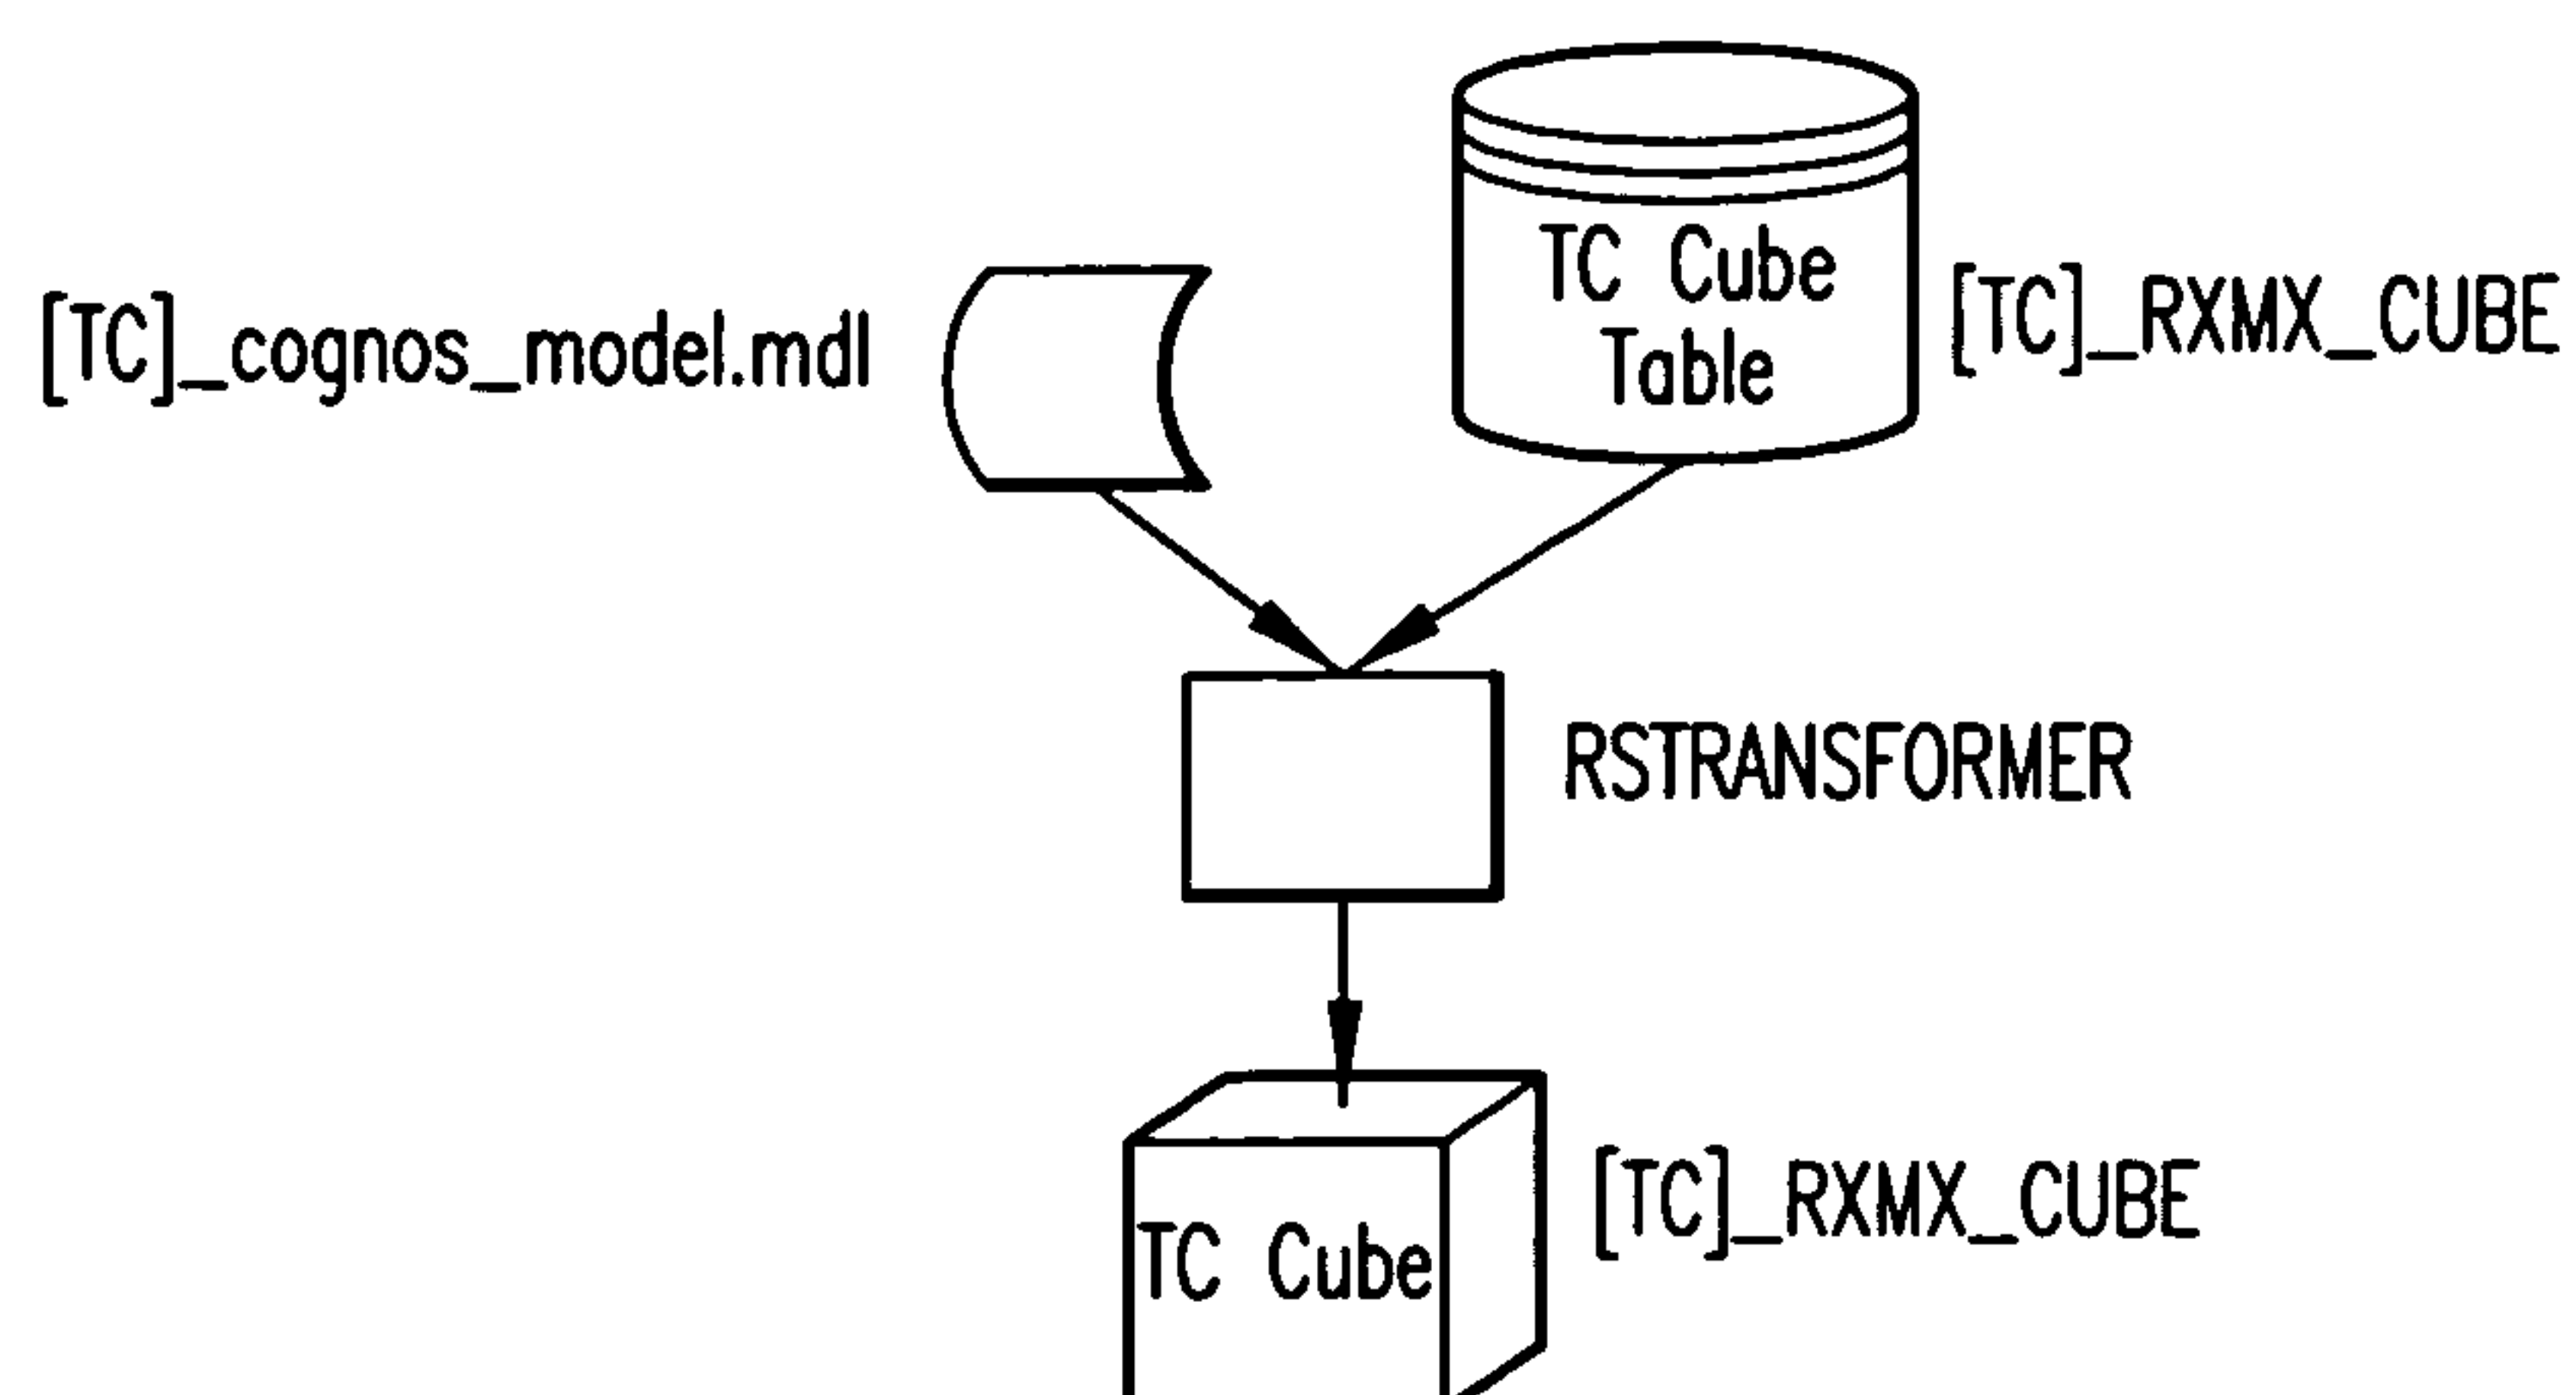 TC Cube
Table
[TC]_RXMX_CUBE
[TC]_cognos_model.mdl
RSTRANSFORMER
[TC]_RXMX_CUBE
TC Cube